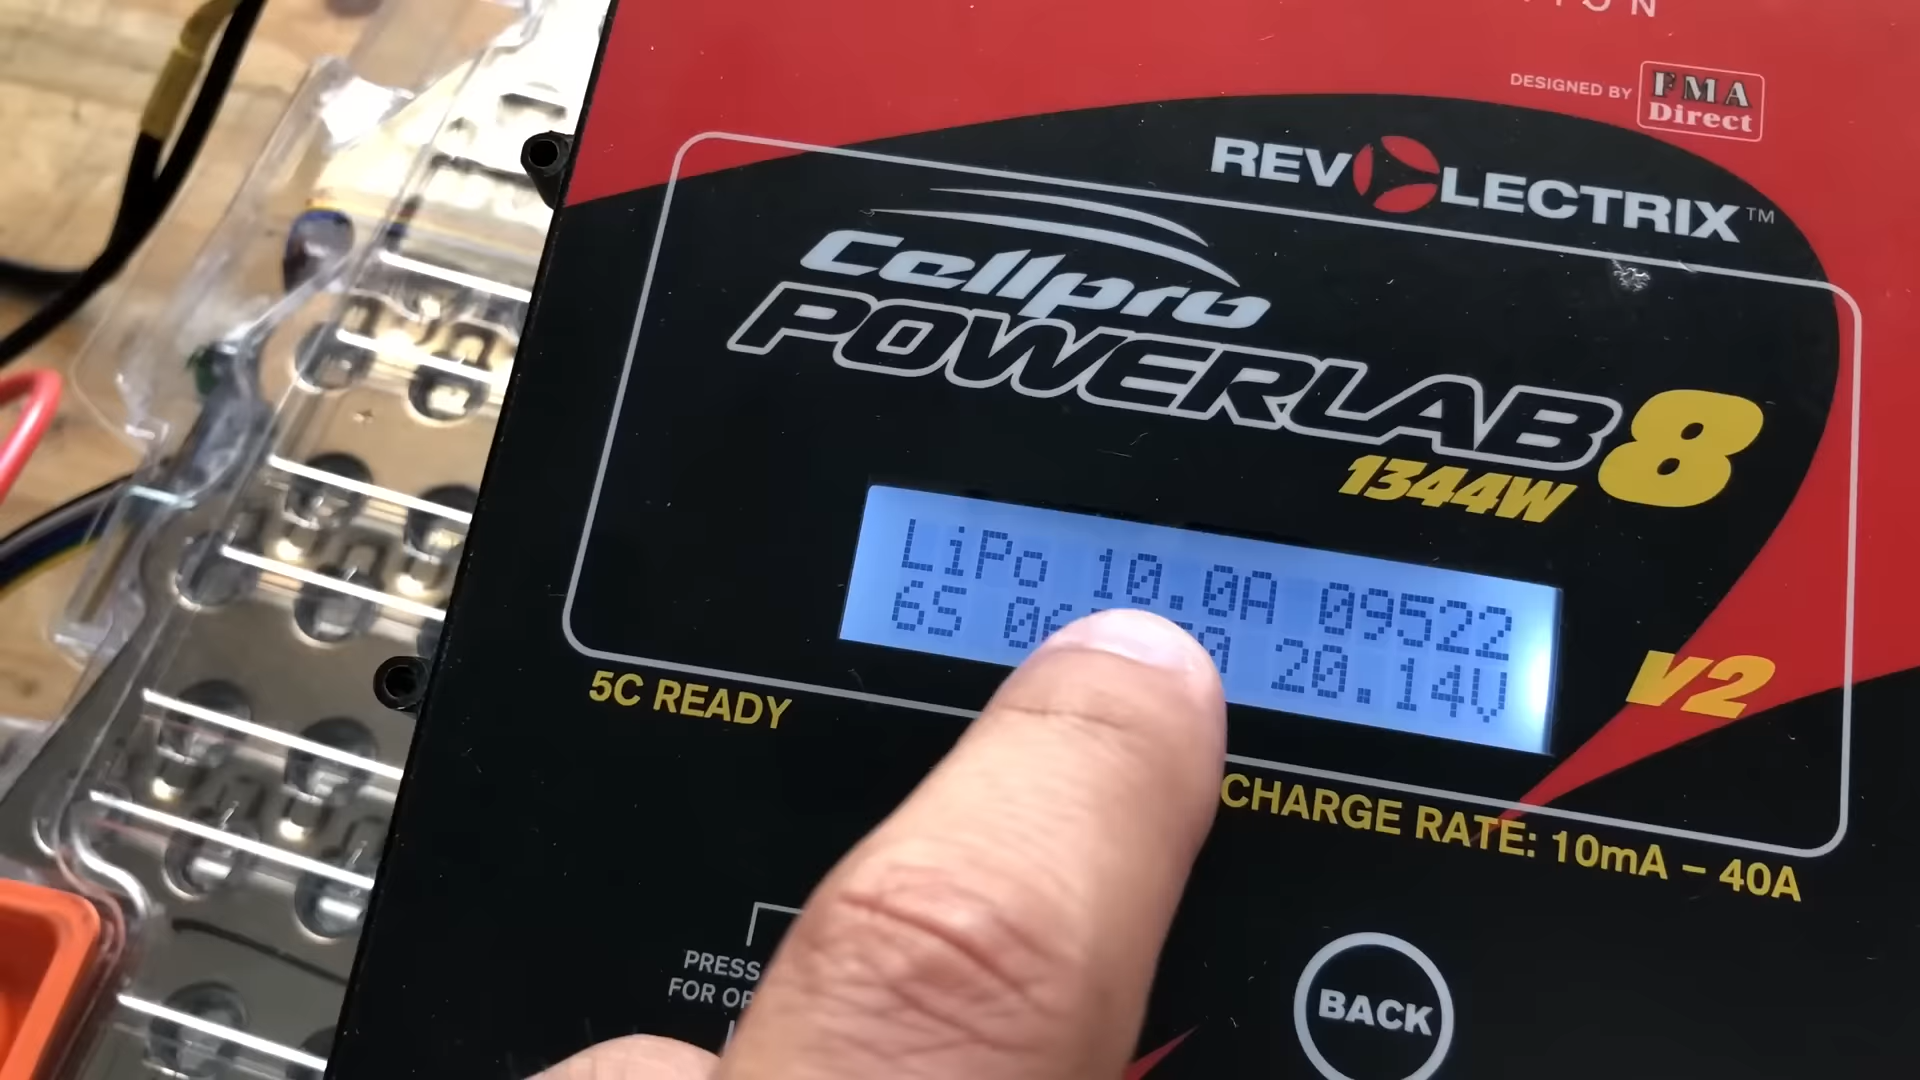 DESIGNED BY FMA Direct
REVOLECTRIX™
Cellpro
POWERLAB 8
1344W
LiPo 10.0A 09522
6S 20.14V
v2
5C READY
CHARGE RATE: 10mA – 40A
PRESS
FOR
BACK